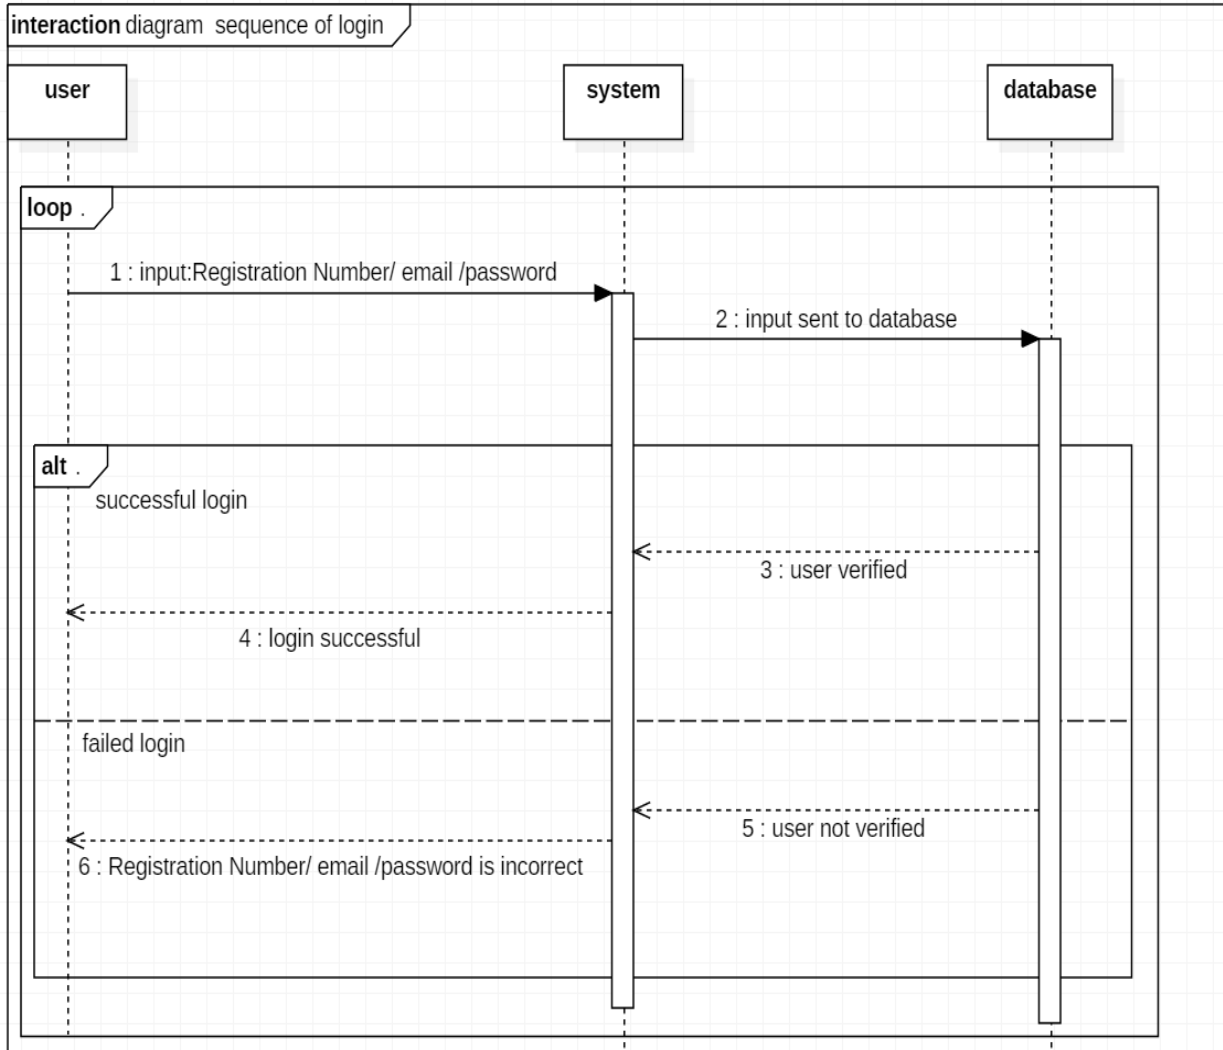 interaction diagram sequence of login
user
system
database
loop .
1 : input:Registration Number/ email /password
2 : input sent to database
alt .
successful login
3 : user verified
4 : login successful
failed login
5 : user not verified
6 : Registration Number/ email /password is incorrect